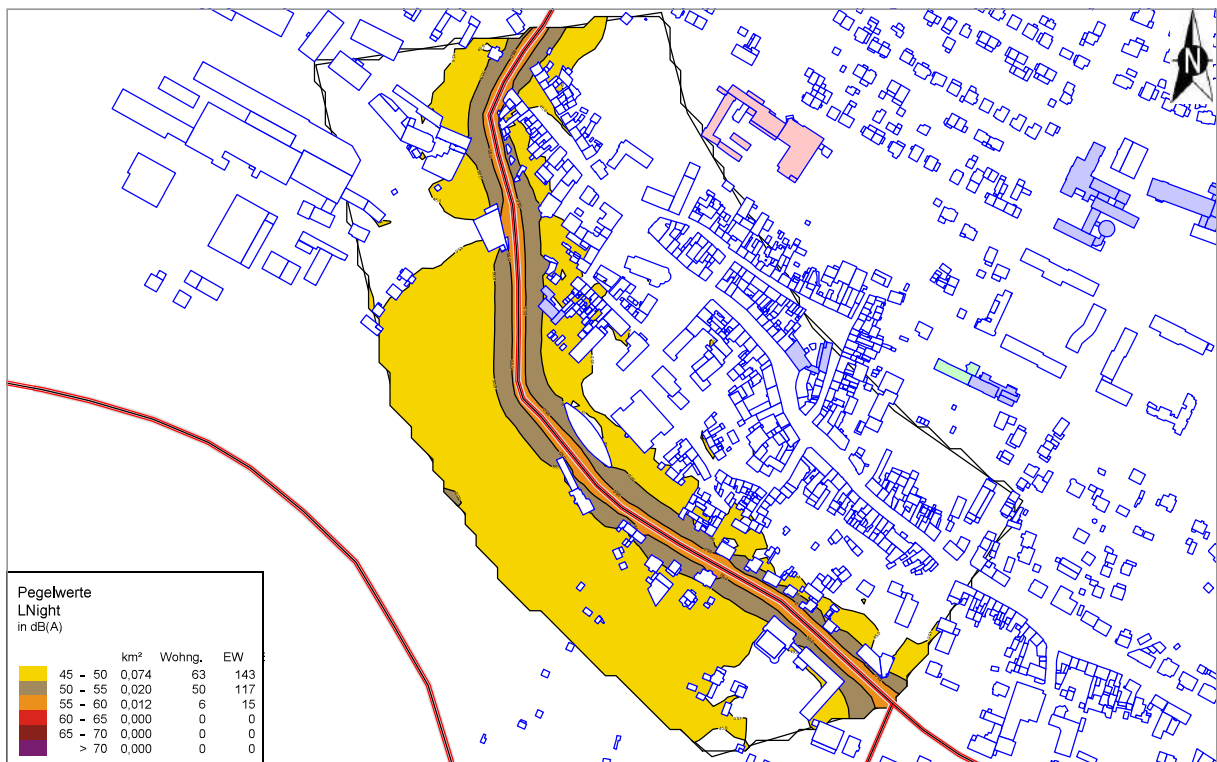 N
Pegelwerte
LNight
in dB(A)
km² Wohng. EW
45 - 50 0,074 63 143
50 - 55 0,020 50 117
55 - 60 0,012 6 15
60 - 65 0,000 0 0
65 - 70 0,000 0 0
> 70 0,000 0 0